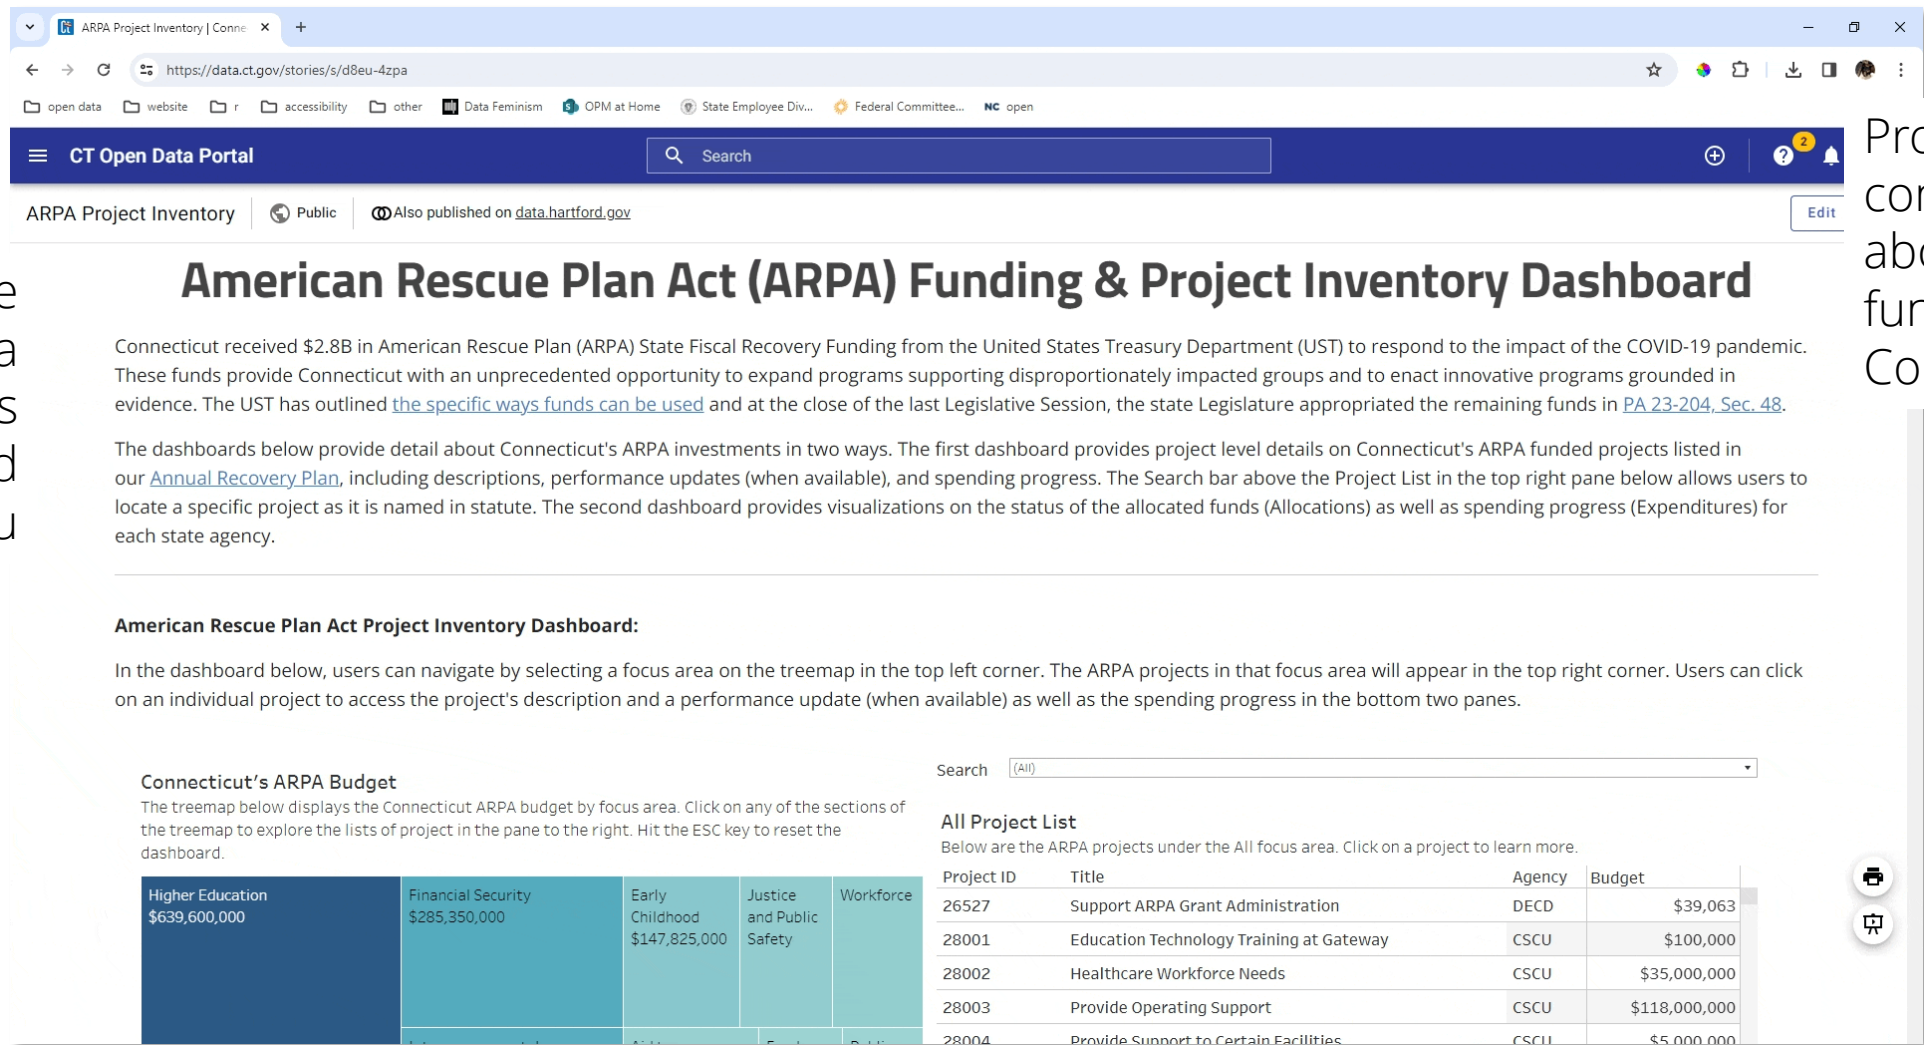 ARPA Project Inventory | Conne
https://data.ct.gov/stories/s/d8eu-4zpa
open data website r accessibility other Data Feminism OPM at Home State Employee Div... Federal Committee... NC open
CT Open Data Portal Search 2
ARPA Project Inventory Public Also published on data.hartford.gov Edit
American Rescue Plan Act (ARPA) Funding & Project Inventory Dashboard
Connecticut received $2.8B in American Rescue Plan (ARPA) State Fiscal Recovery Funding from the United States Treasury Department (UST) to respond to the impact of the COVID-19 pandemic.
These funds provide Connecticut with an unprecedented opportunity to expand programs supporting disproportionately impacted groups and to enact innovative programs grounded in
evidence. The UST has outlined the specific ways funds can be used and at the close of the last Legislative Session, the state Legislature appropriated the remaining funds in PA 23-204, Sec. 48.
The dashboards below provide detail about Connecticut's ARPA investments in two ways. The first dashboard provides project level details on Connecticut's ARPA funded projects listed in
our Annual Recovery Plan, including descriptions, performance updates (when available), and spending progress. The Search bar above the Project List in the top right pane below allows users to
locate a specific project as it is named in statute. The second dashboard provides visualizations on the status of the allocated funds (Allocations) as well as spending progress (Expenditures) for
each state agency.
American Rescue Plan Act Project Inventory Dashboard:
In the dashboard below, users can navigate by selecting a focus area on the treemap in the top left corner. The ARPA projects in that focus area will appear in the top right corner. Users can click
on an individual project to access the project's description and a performance update (when available) as well as the spending progress in the bottom two panes.
Connecticut's ARPA Budget
The treemap below displays the Connecticut ARPA budget by focus area. Click on any of the sections of
the treemap to explore the lists of project in the pane to the right. Hit the ESC key to reset the
dashboard.
Higher Education
$639,600,000
Financial Security
$285,350,000
Early
Childhood
$147,825,000
Justice
and Public
Safety
Workforce
Search (All)
All Project List
Below are the ARPA projects under the All focus area. Click on a project to learn more.
Project ID Title Agency Budget
26527 Support ARPA Grant Administration DECD $39,063
28001 Education Technology Training at Gateway CSCU $100,000
28002 Healthcare Workforce Needs CSCU $35,000,000
28003 Provide Operating Support CSCU $118,000,000
28004 Provide Support to Certain Facilities CSCU $5,000,000